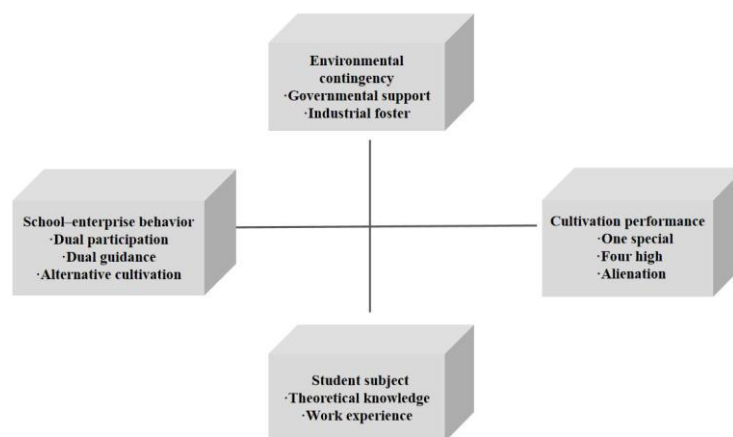 Environmental
contingency
·Governmental support
·Industrial foster
School–enterprise behavior
·Dual participation
·Dual guidance
·Alternative cultivation
Cultivation performance
·One special
·Four high
·Alienation
Student subject
·Theoretical knowledge
·Work experience